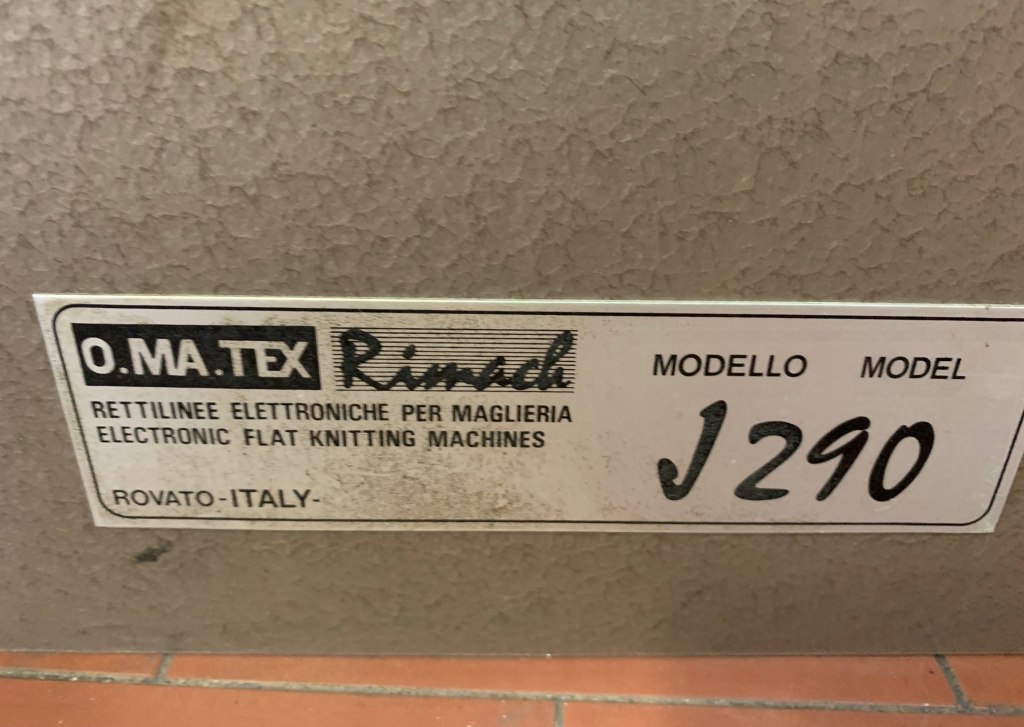 O.MA.TEX Rimach
RETTILINEE ELETTRONICHE PER MAGLIERIA
ELECTRONIC FLAT KNITTING MACHINES
ROVATO-ITALY-
MODELLO MODEL
J290